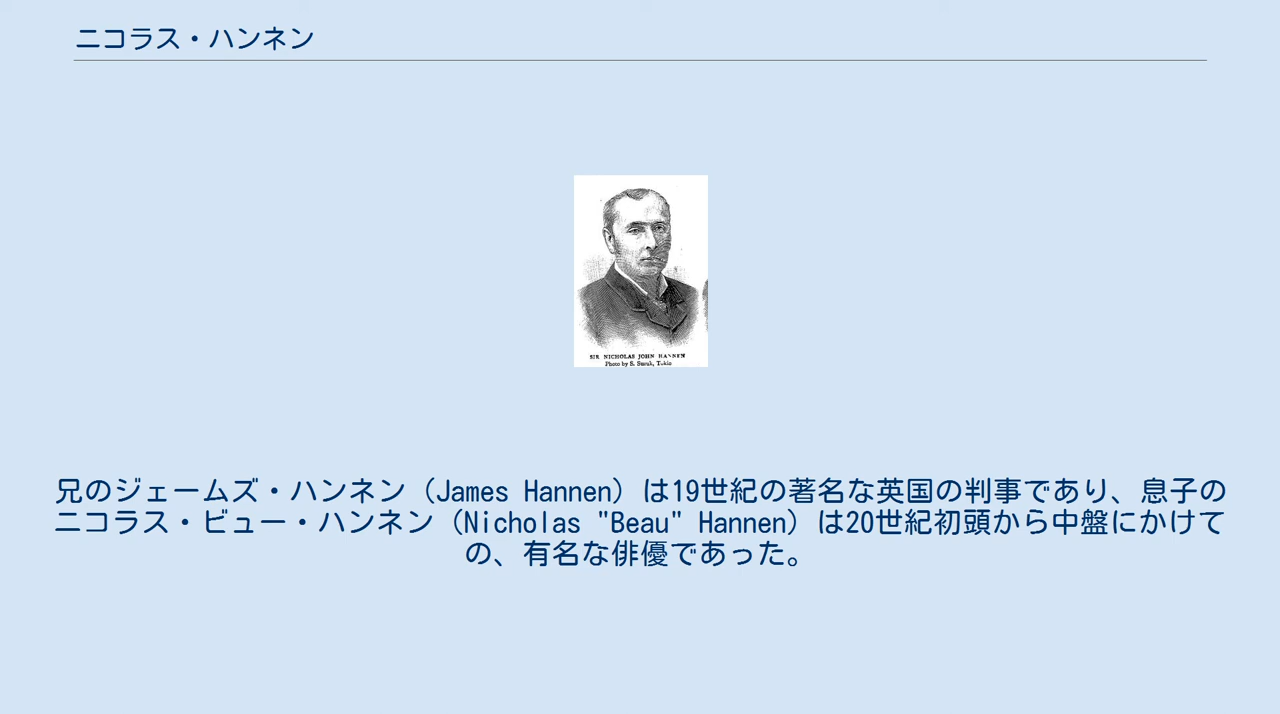 ニコラス・ハンネン
SIR NICHOLAS JOHN HANNEN
Photo by S. Suzuk, Tokio
兄のジェームズ・ハンネン（James Hannen）は19世紀の著名な英国の判事であり、息子の
ニコラス・ビュー・ハンネン（Nicholas "Beau" Hannen）は20世紀初頭から中盤にかけて
の、有名な俳優であった。